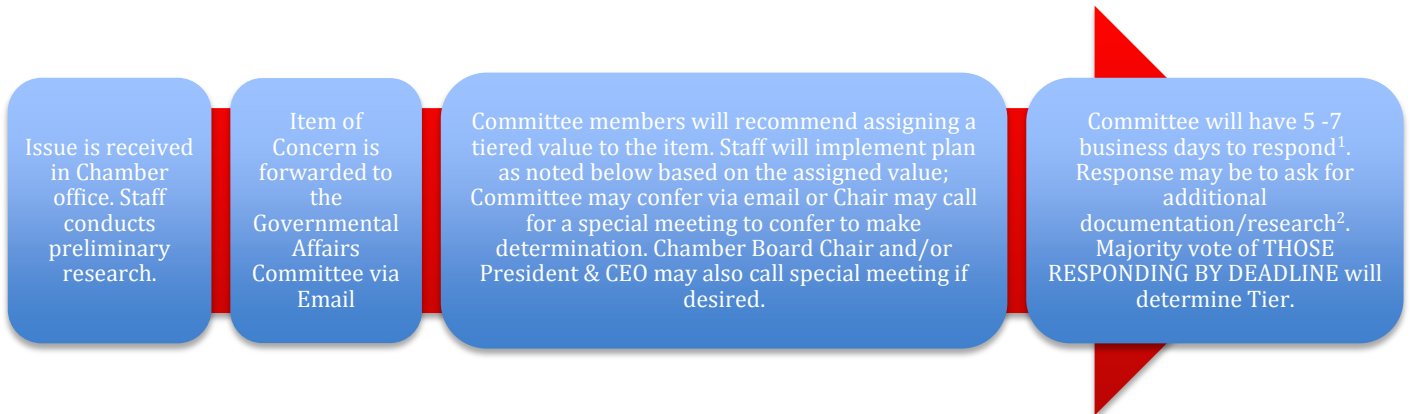 Issue is received
in Chamber
office. Staff
conducts
preliminary
research.
Item of
Concern is
forwarded to
the
Governmental
Affairs
Committee via
Email
Committee members will recommend assigning a
tiered value to the item. Staff will implement plan
as noted below based on the assigned value;
Committee may confer via email or Chair may call
for a special meeting to confer to make
determination. Chamber Board Chair and/or
President & CEO may also call special meeting if
desired.
Committee will have 5 -7
business days to respond¹.
Response may be to ask for
additional
documentation/research².
Majority vote of THOSE
RESPONDING BY DEADLINE will
determine Tier.